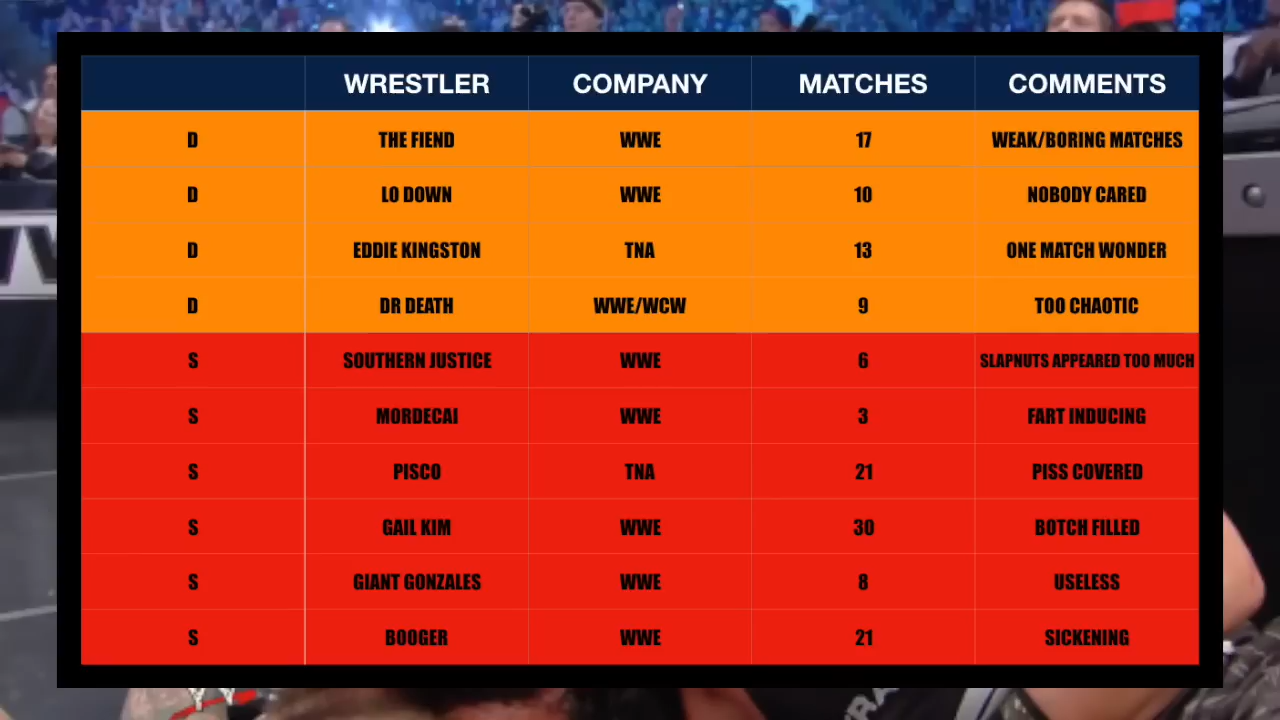 WRESTLER COMPANY MATCHES COMMENTS
D THE FIEND WWE 17 WEAK/BORING MATCHES
D LO DOWN WWE 10 NOBODY CARED
D EDDIE KINGSTON TNA 13 ONE MATCH WONDER
D DR DEATH WWE/WCW 9 TOO CHAOTIC
S SOUTHERN JUSTICE WWE 6 SLAPNUTS APPEARED TOO MUCH
S MORDECAI WWE 3 FART INDUCING
S PISCO TNA 21 PISS COVERED
S GAIL KIM WWE 30 BOTCH FILLED
S GIANT GONZALES WWE 8 USELESS
S BOOGER WWE 21 SICKENING